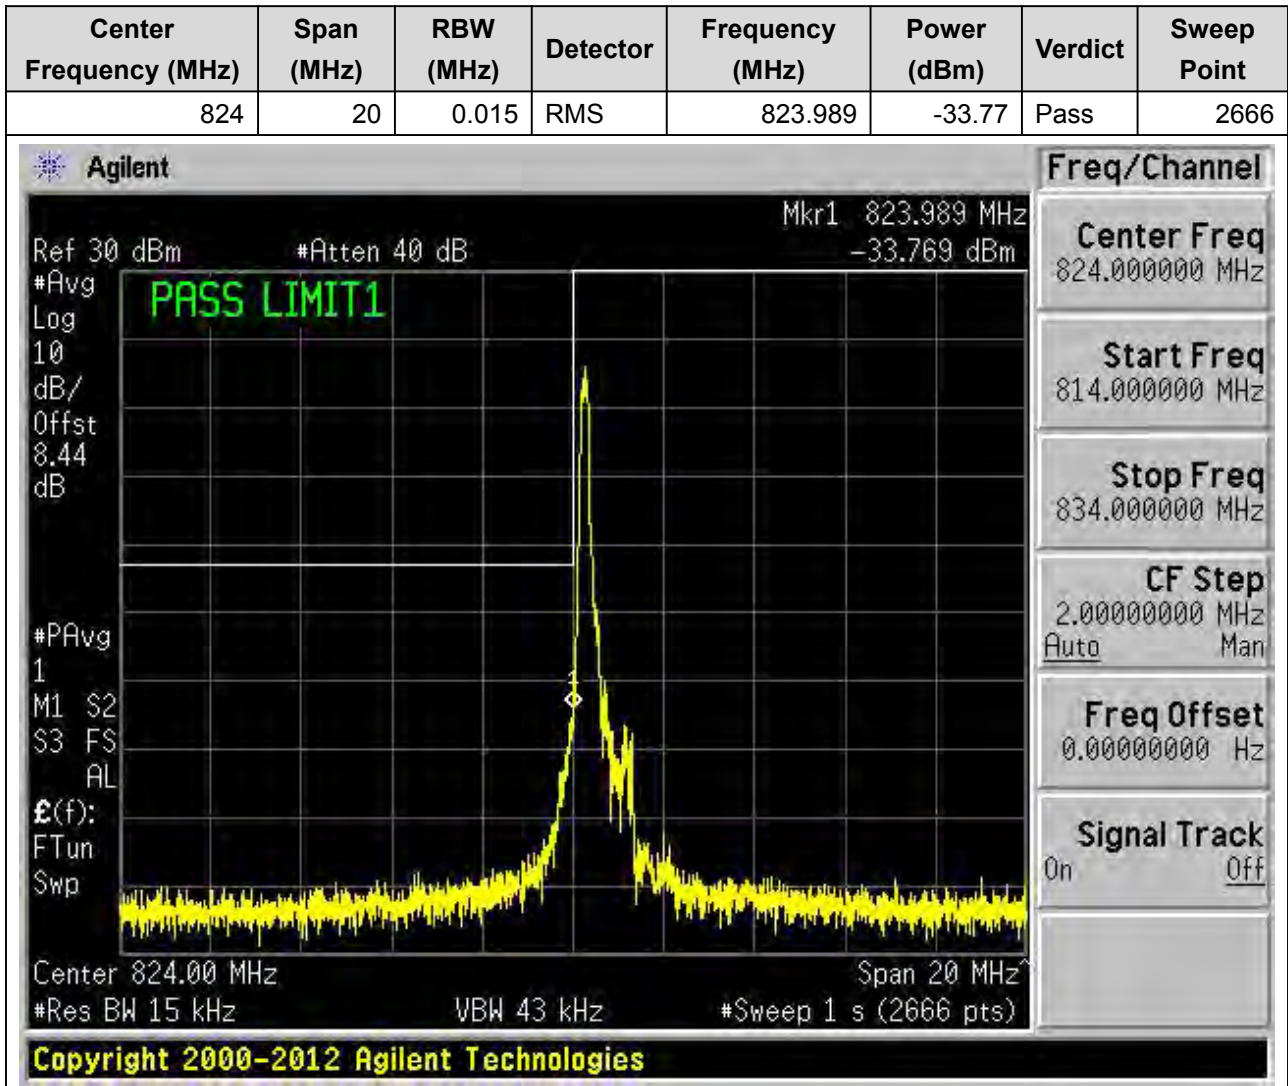 Center Frequency (MHz) Span (MHz) RBW (MHz) Detector Frequency (MHz) Power (dBm) Verdict Sweep Point
824 20 0.015 RMS 823.989 -33.77 Pass 2666
Agilent
Freq/Channel
Mkr1 823.989 MHz
Ref 30 dBm #Atten 40 dB -33.769 dBm
#Avg
Log
10
dB/
Offst
8.44
dB
PASS LIMIT1
#PAvg
1
M1 S2
S3 FS
AL
£(f):
FTun
Swp
1
Center 824.00 MHz Span 20 MHz^
#Res BW 15 kHz VBW 43 kHz #Sweep 1 s (2666 pts)
Center Freq
824.000000 MHz
Start Freq
814.000000 MHz
Stop Freq
834.000000 MHz
CF Step
2.00000000 MHz
Auto Man
Freq Offset
0.00000000 Hz
Signal Track
On Off
Copyright 2000-2012 Agilent Technologies